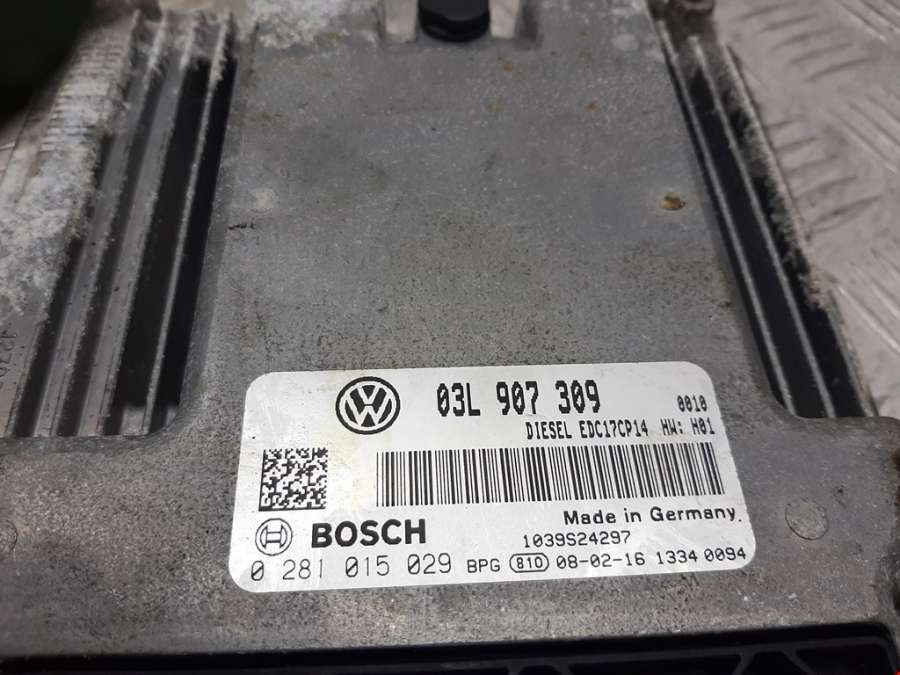 03L 907 309 0010
DIESEL EDC17CP14 HW: H01
Made in Germany.
BOSCH 1039S24297
0 281 015 029 BPG 810 08-02-16 1334 0094